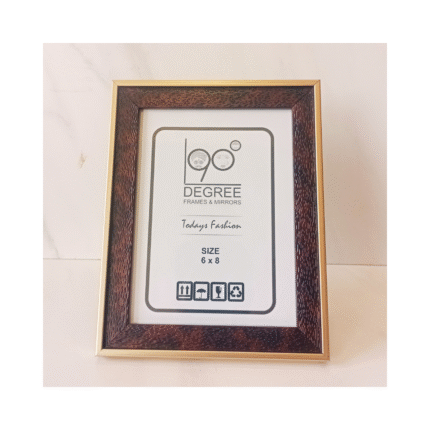 90°
DEGREE
FRAMES & MIRRORS
Todays Fashion
SIZE
6 x 8